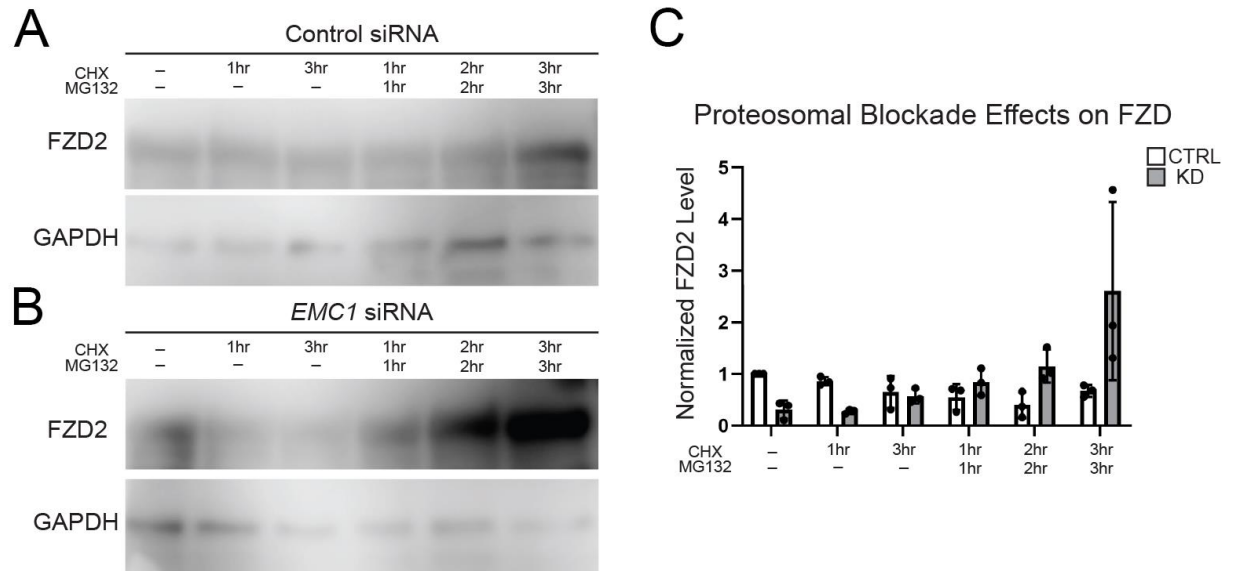 A
Control siRNA
CHX – 1hr 3hr 1hr 2hr 3hr
MG132 – – – 1hr 2hr 3hr
FZD2
GAPDH
B
EMC1 siRNA
CHX – 1hr 3hr 1hr 2hr 3hr
MG132 – – – 1hr 2hr 3hr
FZD2
GAPDH
C
Proteosomal Blockade Effects on FZD
CTRL
KD
Normalized FZD2 Level
5
4
3
2
1
0
CHX – 1hr 3hr 1hr 2hr 3hr
MG132 – – – 1hr 2hr 3hr